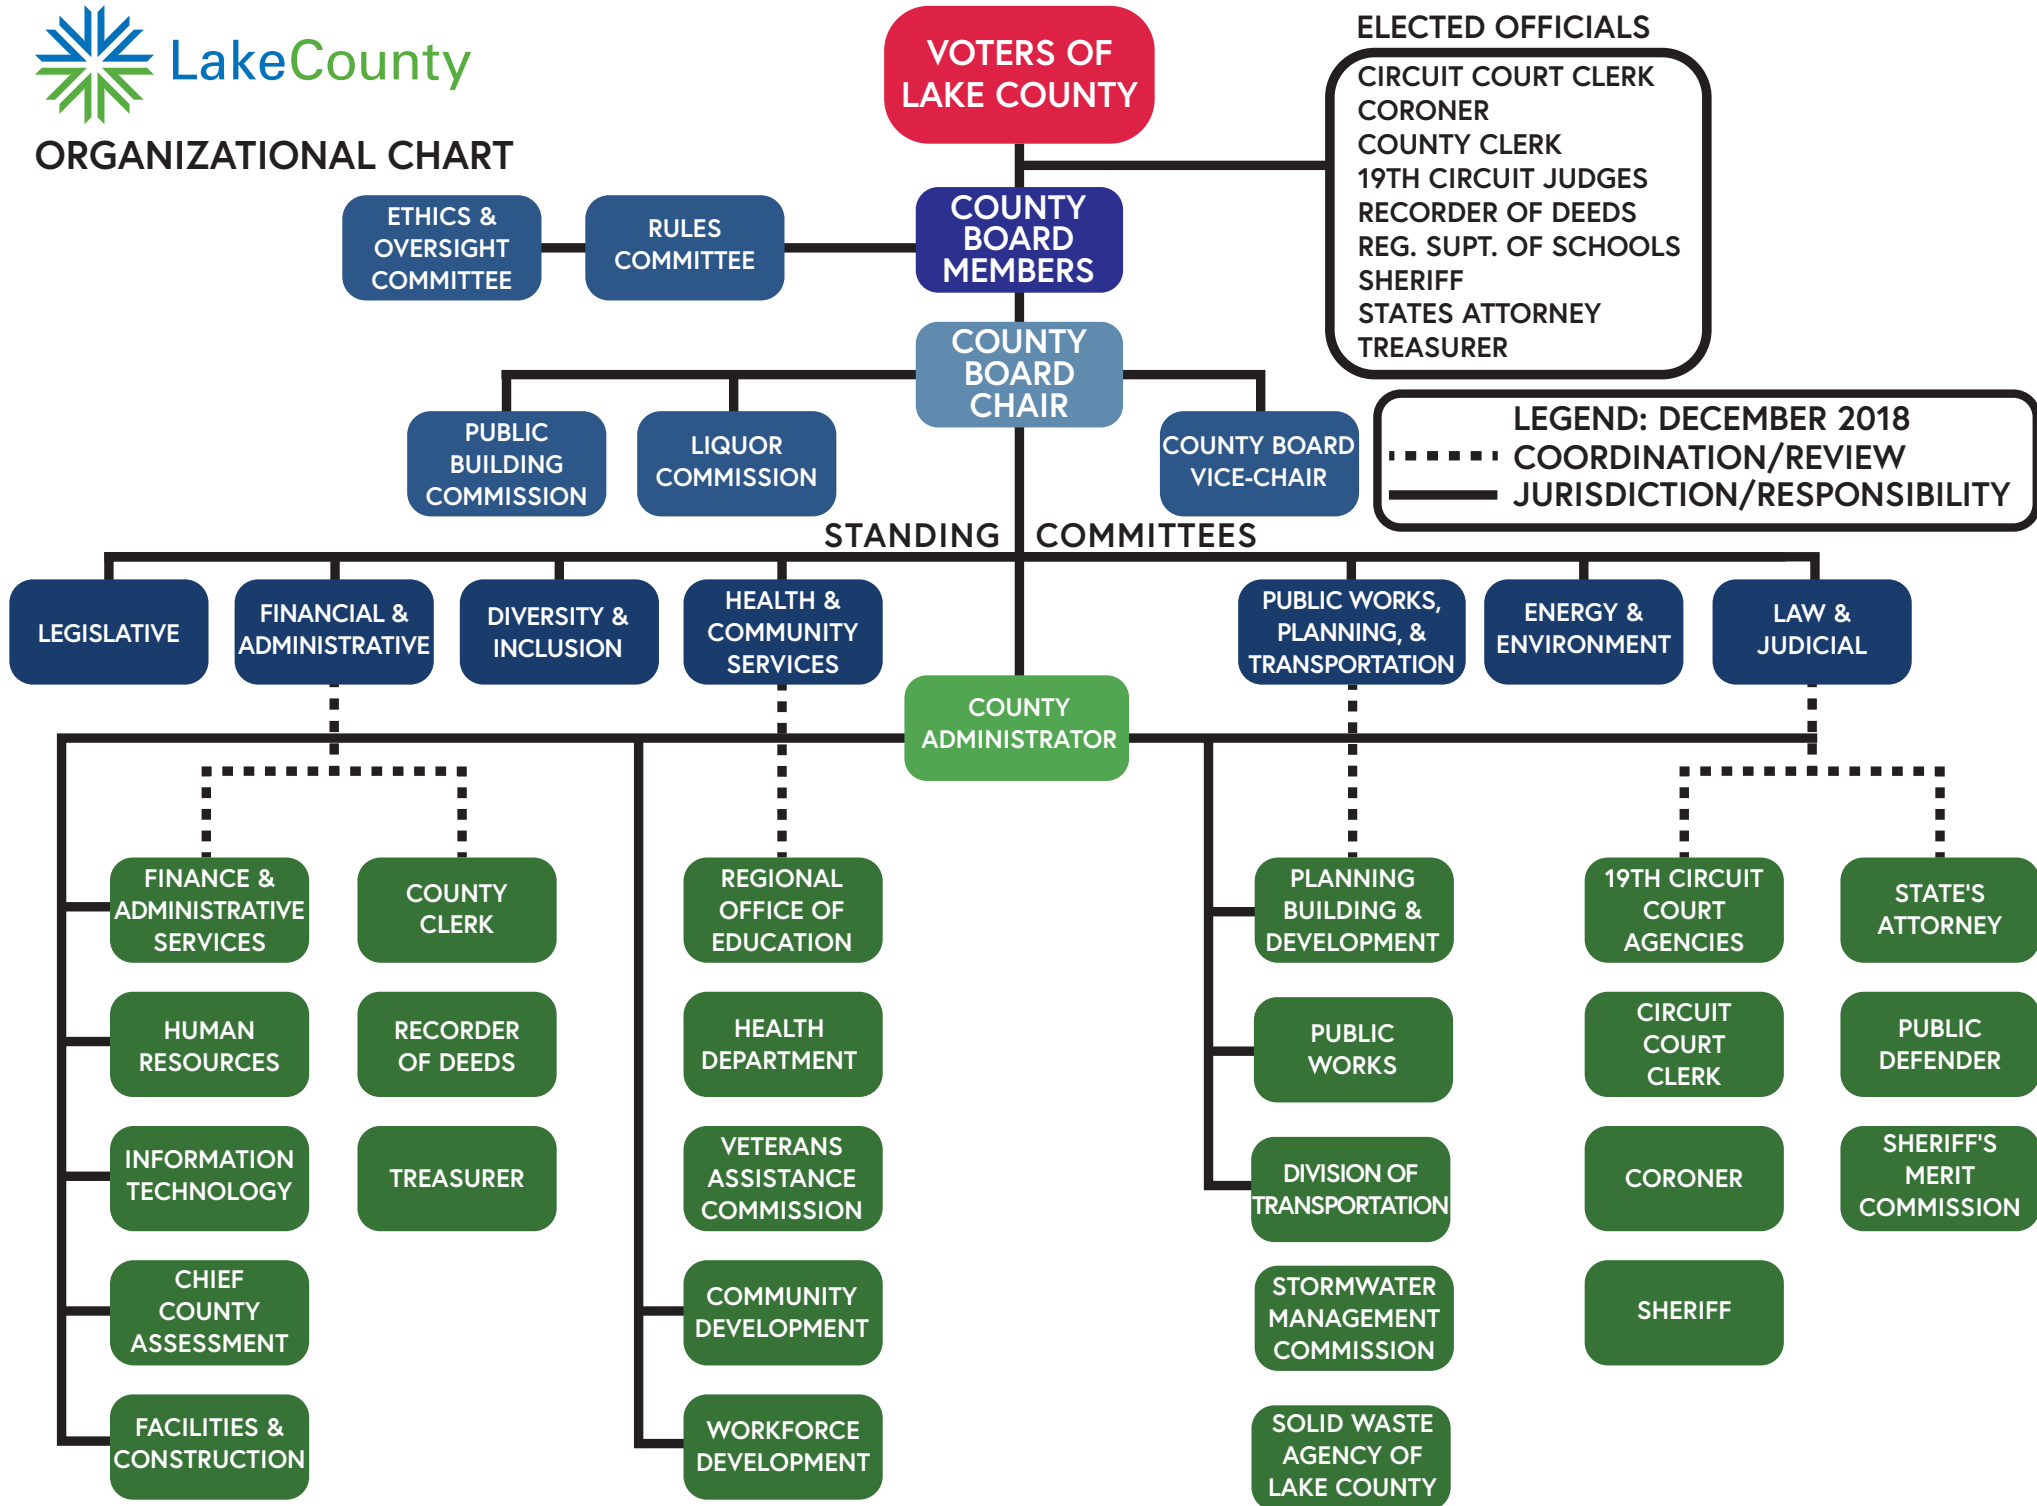 LakeCounty
ORGANIZATIONAL CHART
VOTERS OF
LAKE COUNTY
ELECTED OFFICIALS
CIRCUIT COURT CLERK
CORONER
COUNTY CLERK
19TH CIRCUIT JUDGES
RECORDER OF DEEDS
REG. SUPT. OF SCHOOLS
SHERIFF
STATES ATTORNEY
TREASURER
ETHICS &
OVERSIGHT
COMMITTEE
RULES
COMMITTEE
COUNTY
BOARD
MEMBERS
COUNTY
BOARD
CHAIR
PUBLIC
BUILDING
COMMISSION
LIQUOR
COMMISSION
COUNTY BOARD
VICE-CHAIR
LEGEND: DECEMBER 2018
COORDINATION/REVIEW
JURISDICTION/RESPONSIBILITY
STANDING COMMITTEES
LEGISLATIVE
FINANCIAL &
ADMINISTRATIVE
DIVERSITY &
INCLUSION
HEALTH &
COMMUNITY
SERVICES
PUBLIC WORKS,
PLANNING, &
TRANSPORTATION
ENERGY &
ENVIRONMENT
LAW &
JUDICIAL
COUNTY
ADMINISTRATOR
FINANCE &
ADMINISTRATIVE
SERVICES
HUMAN
RESOURCES
INFORMATION
TECHNOLOGY
CHIEF
COUNTY
ASSESSMENT
FACILITIES &
CONSTRUCTION
COUNTY
CLERK
RECORDER
OF DEEDS
TREASURER
REGIONAL
OFFICE OF
EDUCATION
HEALTH
DEPARTMENT
VETERANS
ASSISTANCE
COMMISSION
COMMUNITY
DEVELOPMENT
WORKFORCE
DEVELOPMENT
PLANNING
BUILDING &
DEVELOPMENT
PUBLIC
WORKS
DIVISION OF
TRANSPORTATION
STORMWATER
MANAGEMENT
COMMISSION
SOLID WASTE
AGENCY OF
LAKE COUNTY
19TH CIRCUIT
COURT
AGENCIES
CIRCUIT
COURT
CLERK
CORONER
SHERIFF
STATE'S
ATTORNEY
PUBLIC
DEFENDER
SHERIFF'S
MERIT
COMMISSION